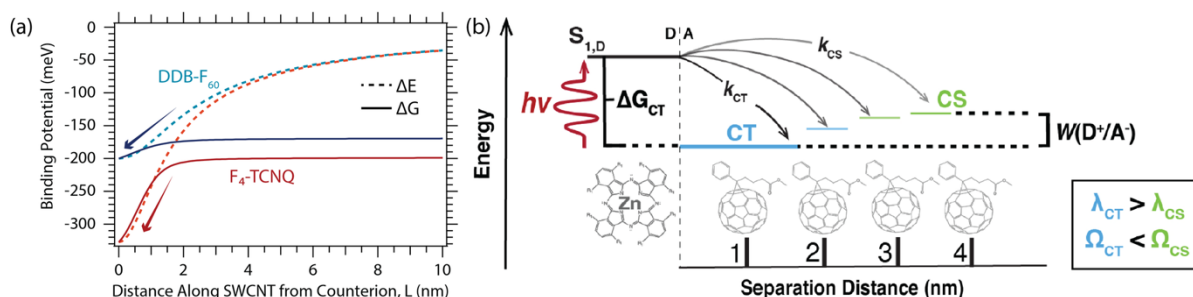 (a)
0
-50
-100
-150
-200
-250
-300
Binding Potential (meV)
DDB-F60
ΔE
ΔG
F4-TCNQ
0.0 2 4 6 8 10
Distance Along SWCNT from Counterion, L (nm)
(b)
Energy
S1,D
D A
hν
ΔGCT
kCS
kCT
CT
CS
W(D+/A-)
Zn
1 2 3 4
Separation Distance (nm)
λCT > λCS
ΩCT < ΩCS